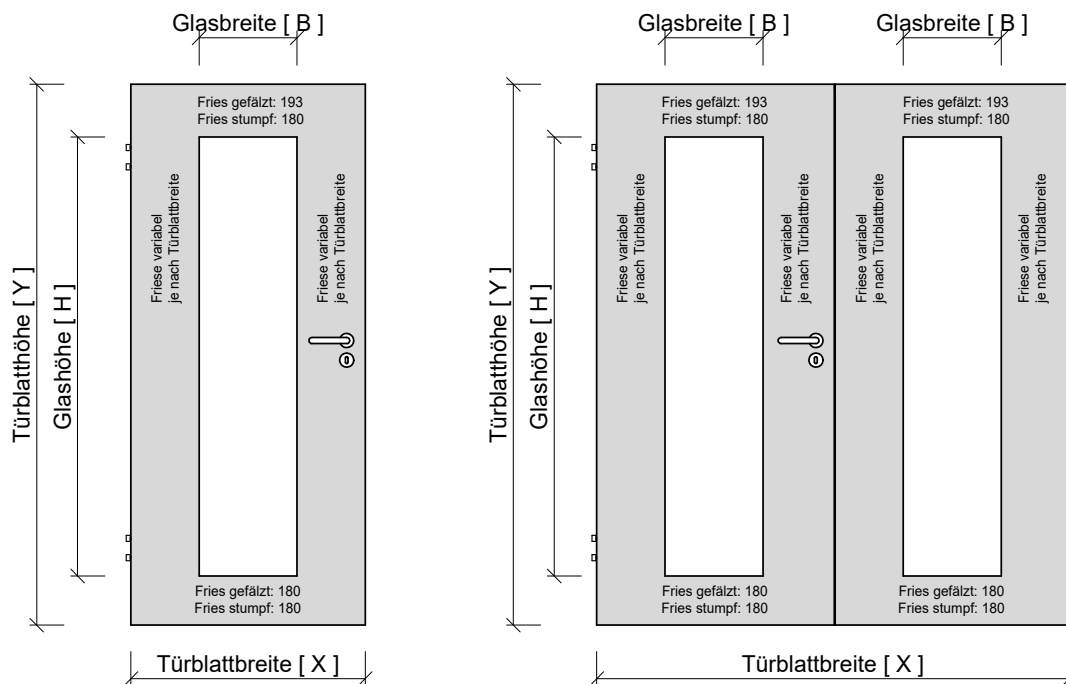 Glasbreite [ B ]
Fries gefälzt: 193
Fries stumpf: 180
Friese variabel
je nach Türblattbreite
Friese variabel
je nach Türblattbreite
Türblatthöhe [ Y ]
Glashöhe [ H ]
Fries gefälzt: 180
Fries stumpf: 180
Türblattbreite [ X ]
Glasbreite [ B ]
Glasbreite [ B ]
Fries gefälzt: 193
Fries stumpf: 180
Fries gefälzt: 193
Fries stumpf: 180
Friese variabel
je nach Türblattbreite
Friese variabel
je nach Türblattbreite
Friese variabel
je nach Türblattbreite
Friese variabel
je nach Türblattbreite
Türblatthöhe [ Y ]
Glashöhe [ H ]
Fries gefälzt: 180
Fries stumpf: 180
Fries gefälzt: 180
Fries stumpf: 180
Türblattbreite [ X ]